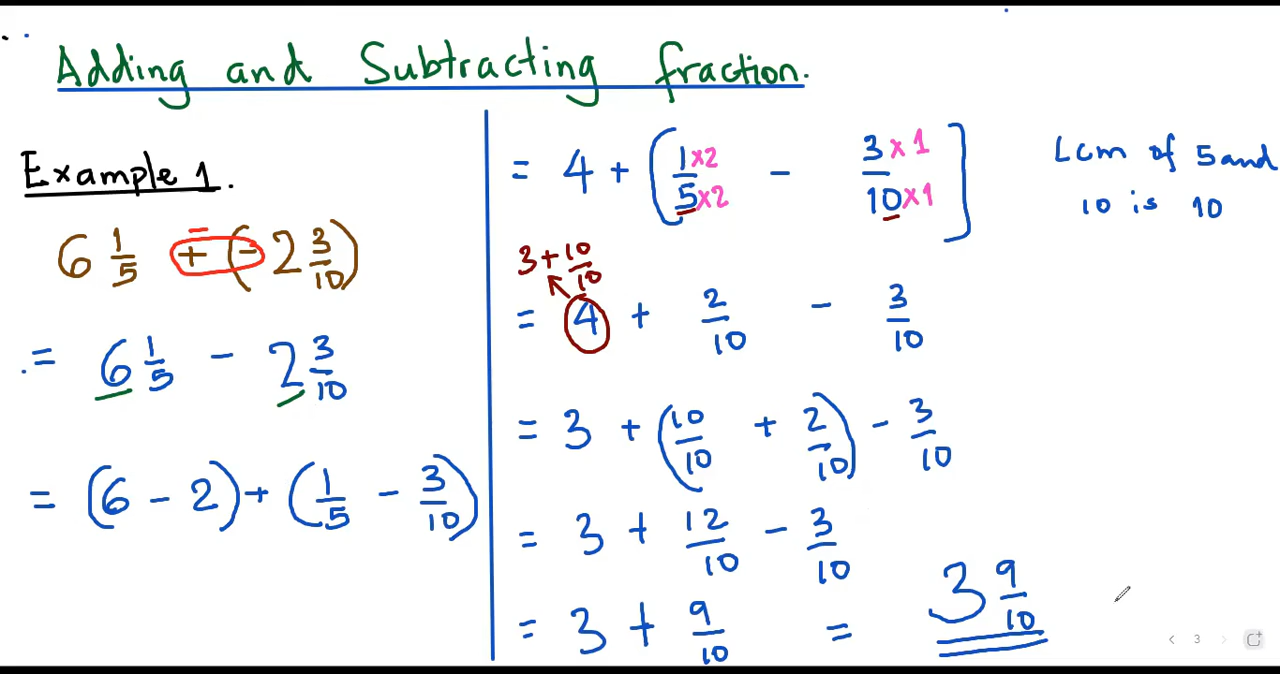 Adding and Subtracting fraction.
Example 1.
6 1/5 + (-2 3/10)
-
= 6 1/5 - 2 3/10
= (6 - 2) + (1/5 - 3/10)
= 4 + [1×2/5×2 - 3×1/10×1]
Lcm of 5 and
10 is 10
3 + 10/10
= 4 + 2/10 - 3/10
= 3 + (10/10 + 2/10) - 3/10
= 3 + 12/10 - 3/10
= 3 + 9/10 = 3 9/10
< 3 >